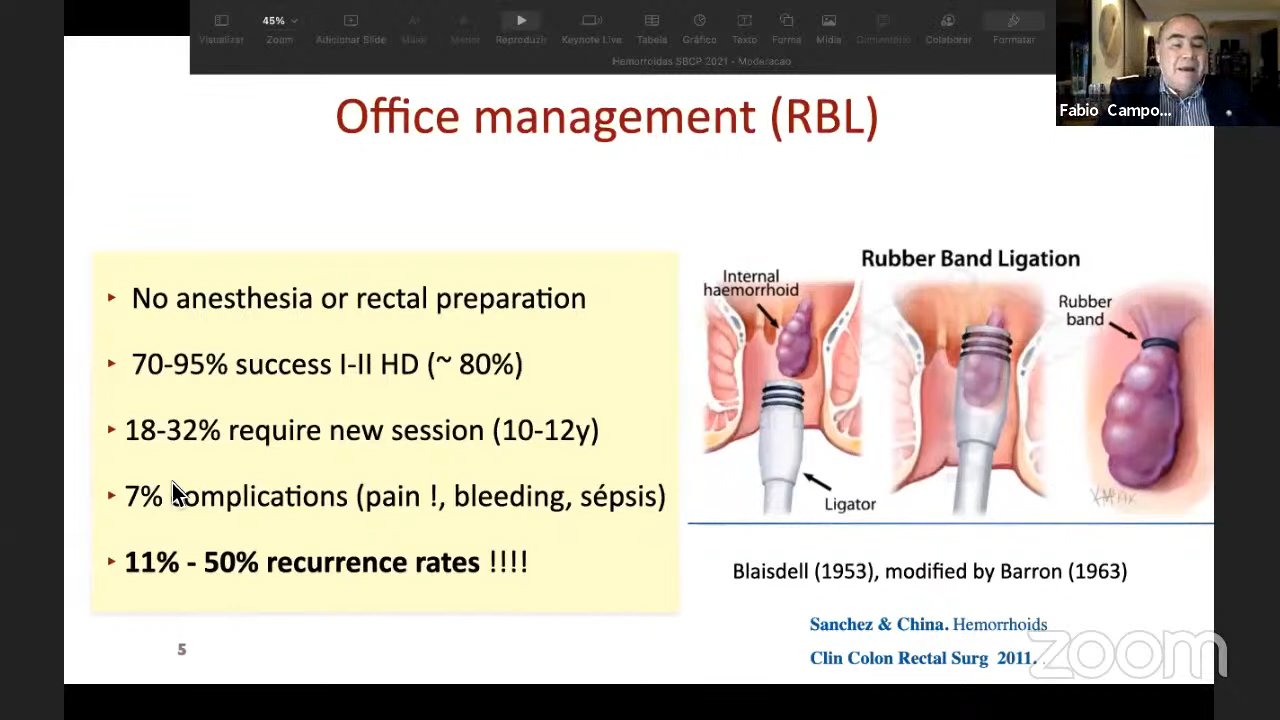 45%
Visualizar
Zoom
Adicionar Slide
Maior
Menor
Reproduzir
Keynote Live
Tabela
Gráfico
Texto
Forma
Mídia
Comentário
Colaborar
Formatar
Hemorroidas SBCP 2021 - Moderacao
Fabio Campo...
Office management (RBL)
No anesthesia or rectal preparation
70-95% success I-II HD (~ 80%)
18-32% require new session (10-12y)
7% complications (pain !, bleeding, sépsis)
11% - 50% recurrence rates !!!!
5
Rubber Band Ligation
Internal
haemorrhoid
Rubber
band
Ligator
Blaisdell (1953), modified by Barron (1963)
Sanchez & China. Hemorrhoids
Clin Colon Rectal Surg 2011.
zoom